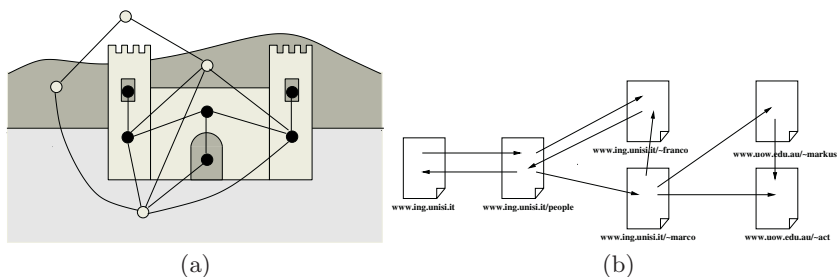 www.ing.unisi.it
www.ing.unisi.it/people
www.ing.unisi.it/~franco
www.ing.unisi.it/~marco
www.uow.edu.au/~markus
www.uow.edu.au/~act
(a)
(b)